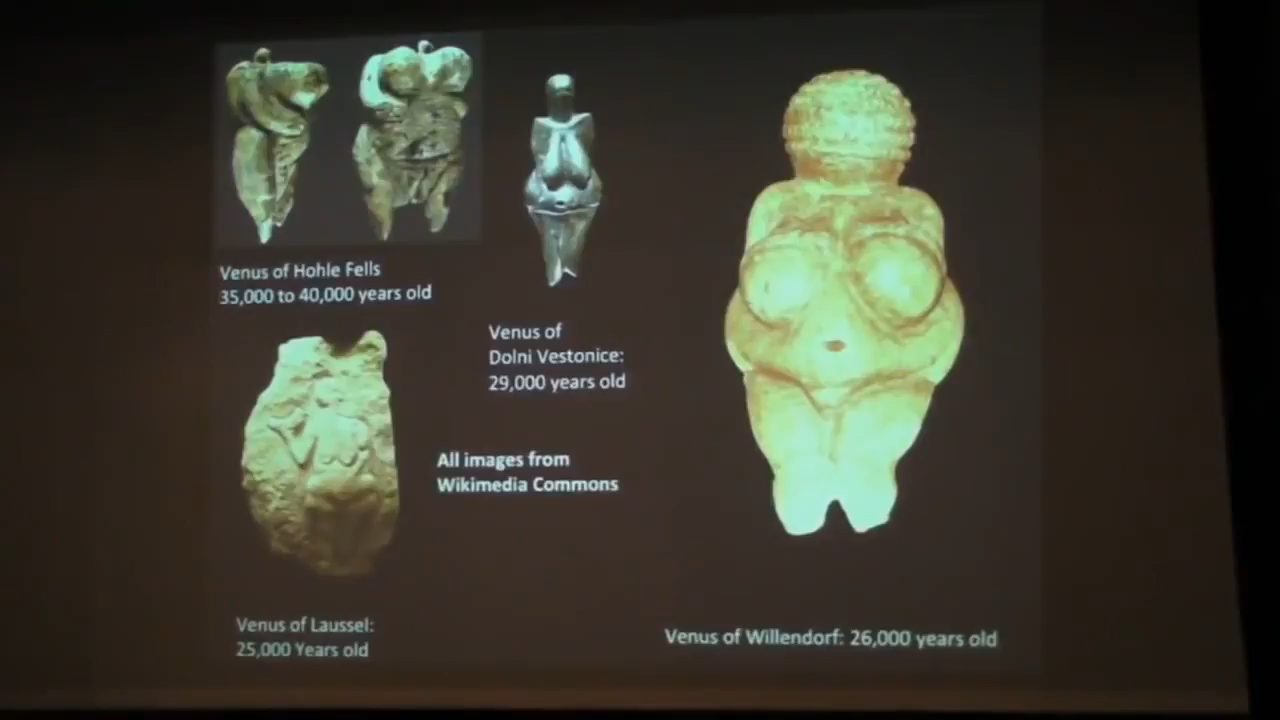 Venus of Hohle Fells
35,000 to 40,000 years old
Venus of
Dolni Vestonice:
29,000 years old
All images from
Wikimedia Commons
Venus of Laussel:
25,000 Years old
Venus of Willendorf: 26,000 years old